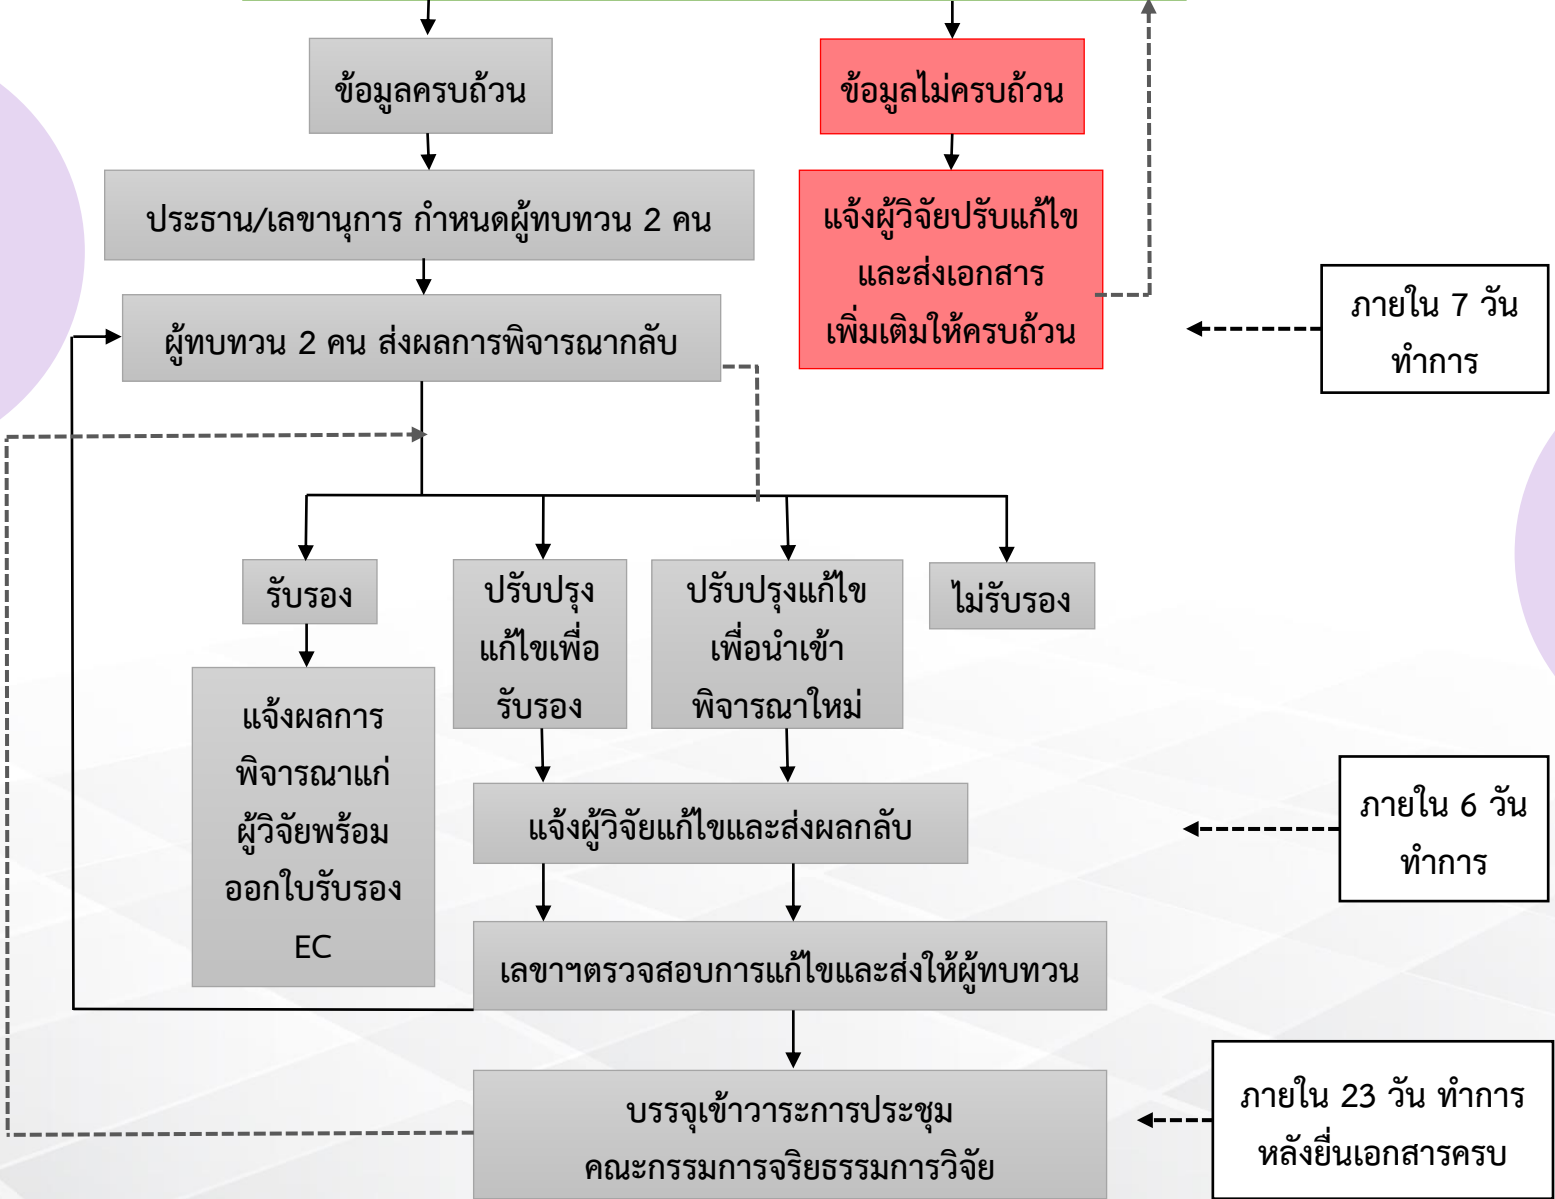 ข้อมูลครบถ้วน
ข้อมูลไม่ครบถ้วน
ประธาน/เลขานุการ กำหนดผู้ทบทวน 2 คน
แจ้งผู้วิจัยปรับแก้ไข
และส่งเอกสาร
เพิ่มเติมให้ครบถ้วน
ภายใน 7 วัน
ทำการ
ผู้ทบทวน 2 คน ส่งผลการพิจารณากลับ
รับรอง
ปรับปรุง
แก้ไขเพื่อ
รับรอง
ปรับปรุงแก้ไข
เพื่อนำเข้า
พิจารณาใหม่
ไม่รับรอง
แจ้งผลการ
พิจารณาแก่
ผู้วิจัยพร้อม
ออกใบรับรอง
EC
แจ้งผู้วิจัยแก้ไขและส่งผลกลับ
ภายใน 6 วัน
ทำการ
เลขาฯตรวจสอบการแก้ไขและส่งให้ผู้ทบทวน
บรรจุเข้าวาระการประชุม
คณะกรรมการจริยธรรมการวิจัย
ภายใน 23 วัน ทำการ
หลังยื่นเอกสารครบ